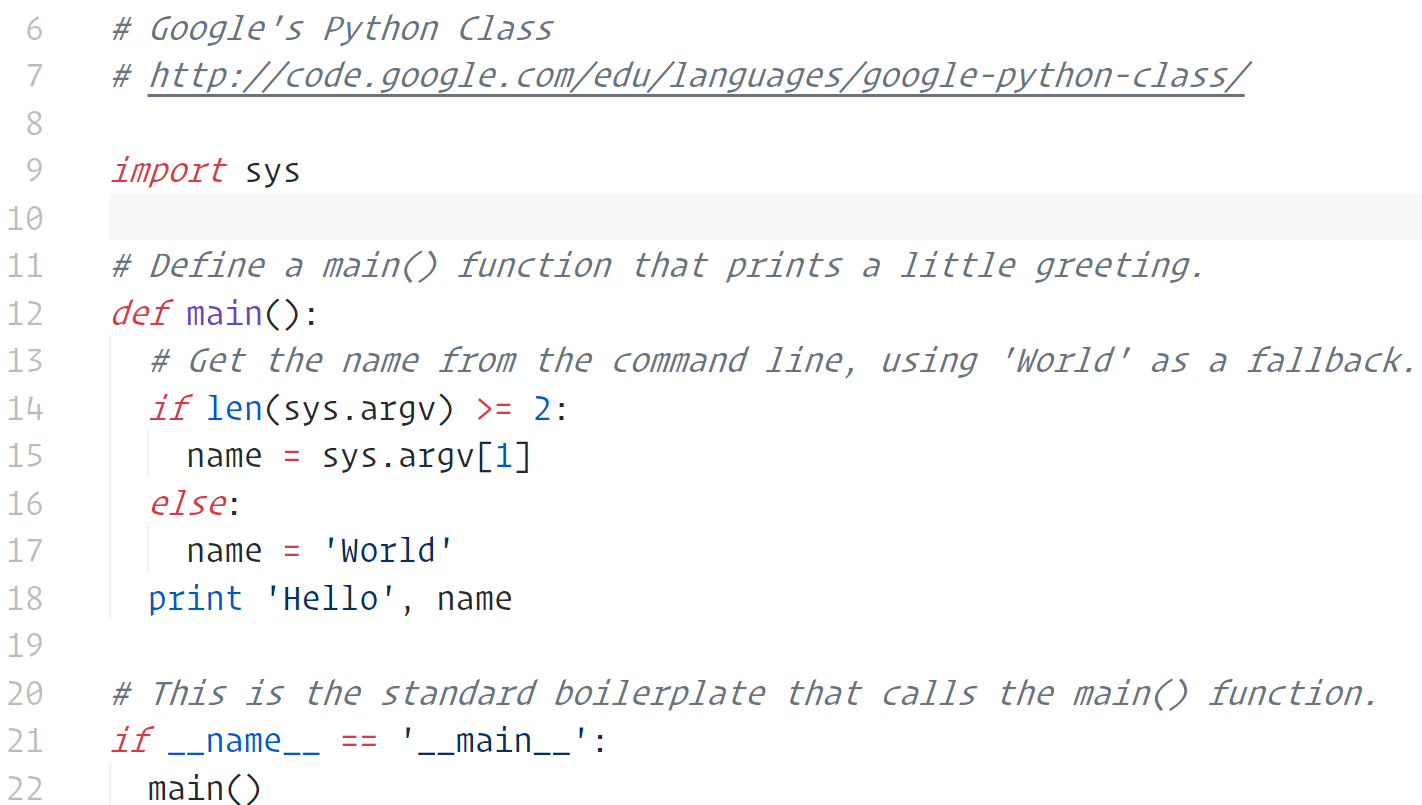 6 # Google's Python Class
7 # http://code.google.com/edu/languages/google-python-class/
8
9 import sys
10
11 # Define a main() function that prints a little greeting.
12 def main():
13   # Get the name from the command line, using 'World' as a fallback.
14   if len(sys.argv) >= 2:
15     name = sys.argv[1]
16   else:
17     name = 'World'
18   print 'Hello', name
19
20 # This is the standard boilerplate that calls the main() function.
21 if __name__ == '__main__':
22   main()